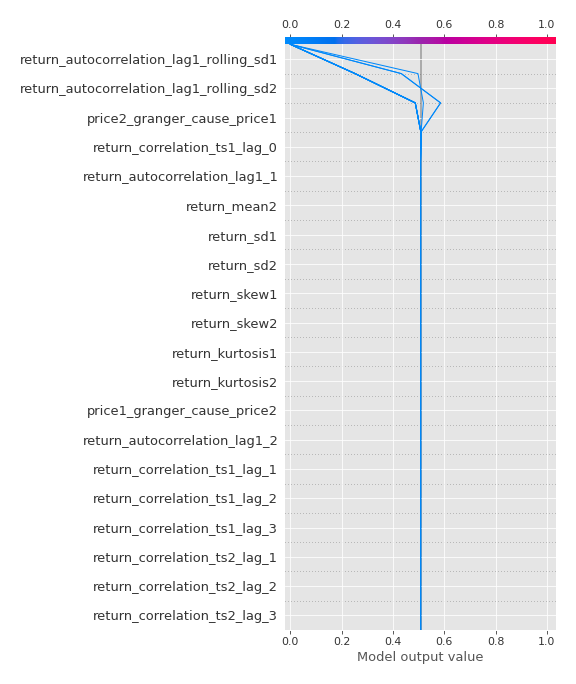 0.0 0.2 0.4 0.6 0.8 1.0
return_autocorrelation_lag1_rolling_sd1
return_autocorrelation_lag1_rolling_sd2
price2_granger_cause_price1
return_correlation_ts1_lag_0
return_autocorrelation_lag1_1
return_mean2
return_sd1
return_sd2
return_skew1
return_skew2
return_kurtosis1
return_kurtosis2
price1_granger_cause_price2
return_autocorrelation_lag1_2
return_correlation_ts1_lag_1
return_correlation_ts1_lag_2
return_correlation_ts1_lag_3
return_correlation_ts2_lag_1
return_correlation_ts2_lag_2
return_correlation_ts2_lag_3
0.0 0.2 0.4 0.6 0.8 1.0
Model output value